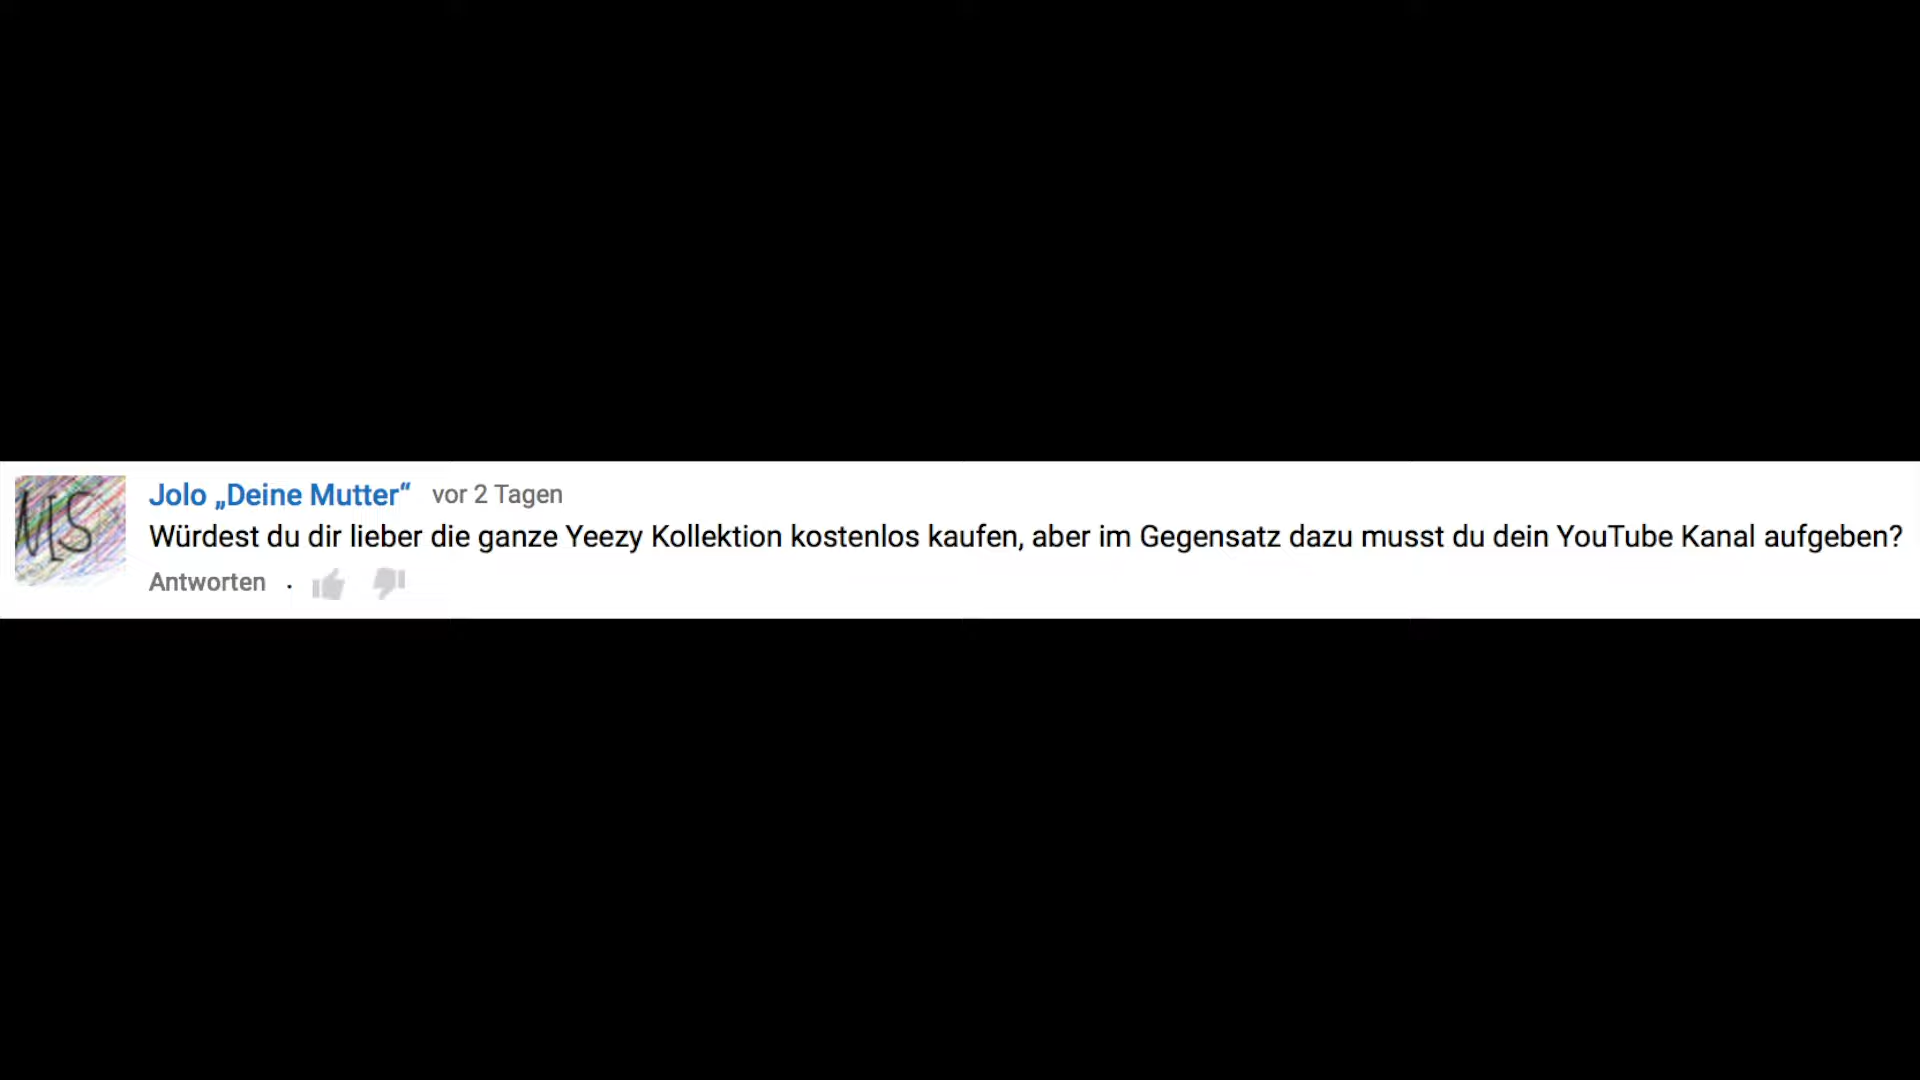 Jolo „Deine Mutter“ vor 2 Tagen
Würdest du dir lieber die ganze Yeezy Kollektion kostenlos kaufen, aber im Gegensatz dazu musst du dein YouTube Kanal aufgeben?
Antworten ·